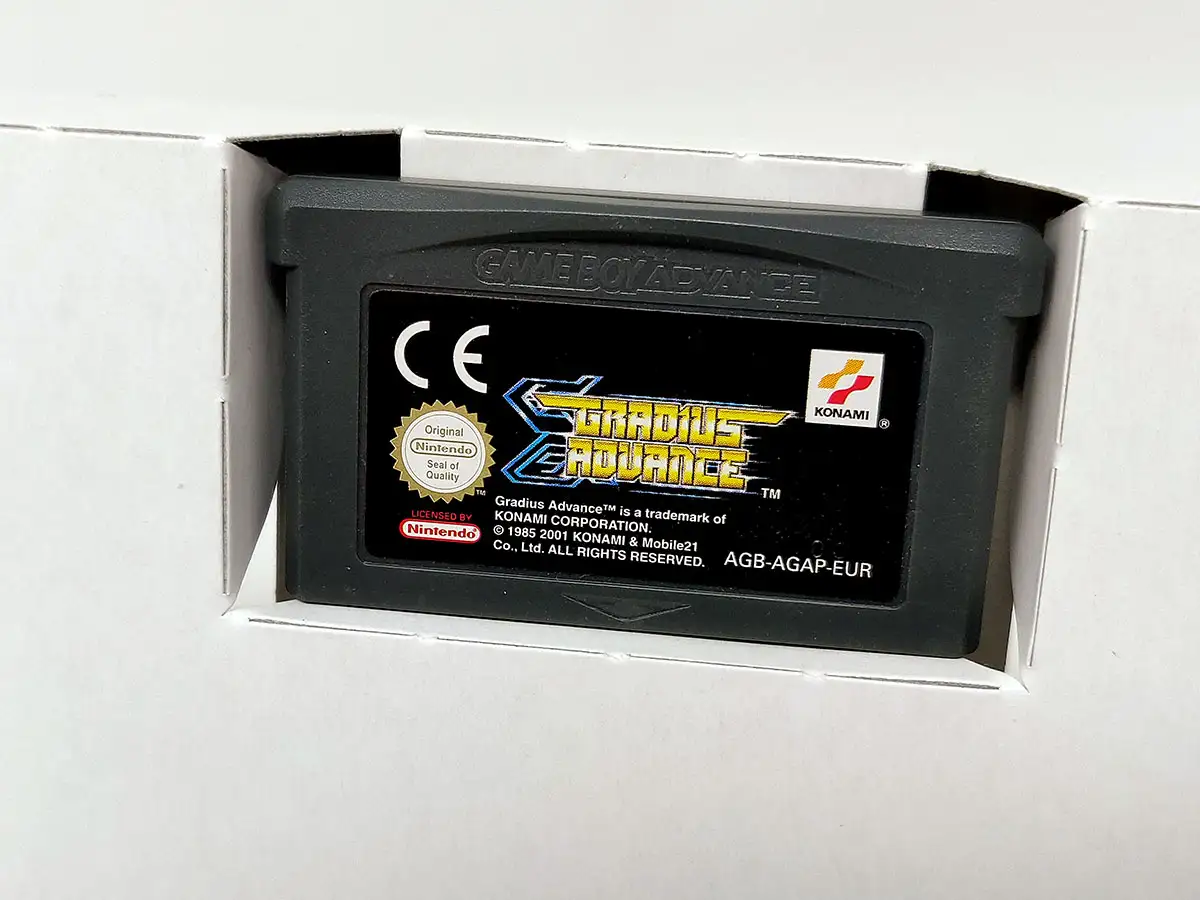 GAME BOY ADVANCE
CE
KONAMI
®
GRADIUS
ADVANCE
™
Original
Nintendo
Seal of
Quality
™
LICENSED BY
Nintendo
Gradius Advance™ is a trademark of
KONAMI CORPORATION.
© 1985 2001 KONAMI & Mobile21
Co., Ltd. ALL RIGHTS RESERVED.
AGB-AGAP-EUR